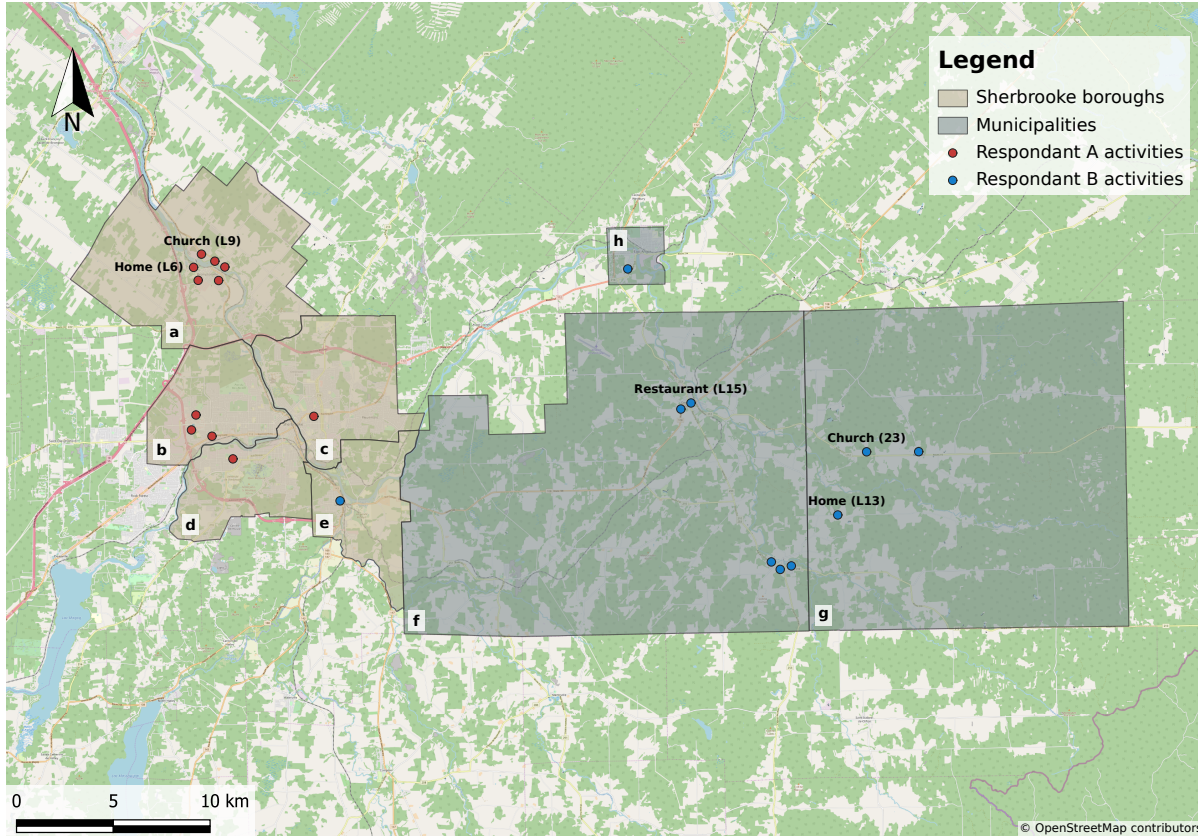 Legend
Sherbrooke boroughs
Municipalities
Respondant A activities
Respondant B activities
N
Church (L9)
Home (L6)
h
a
Restaurant (L15)
b
c
Church (23)
Home (L13)
d
e
f
g
0 5 10 km
© OpenStreetMap contributors